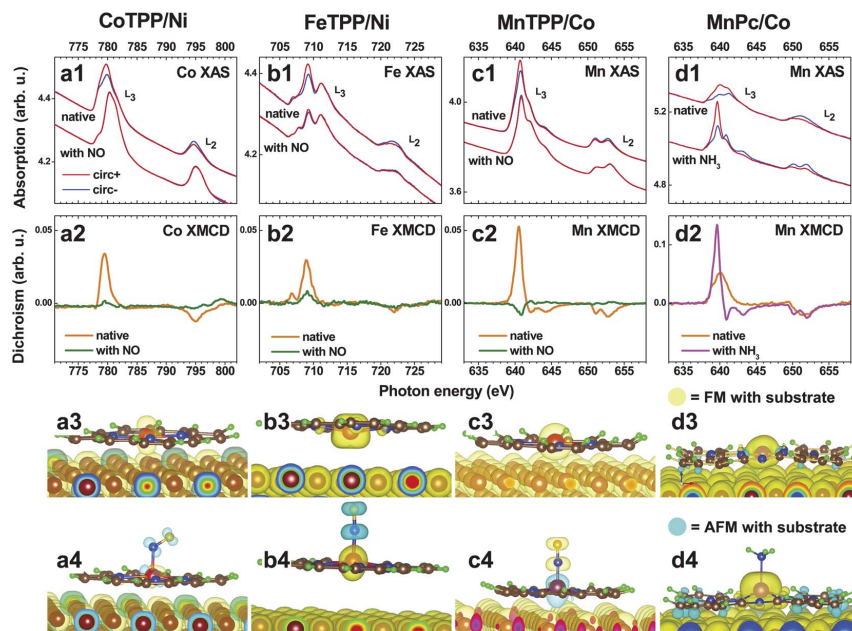 CoTPP/Ni FeTPP/Ni MnTPP/Co MnPc/Co
775 780 785 790 795 800 705 710 715 720 725 635 640 645 650 655 635 640 645 650 655
a1 Co XAS b1 Fe XAS c1 Mn XAS d1 Mn XAS
Absorption (arb. u.)
4.4
4.2
native
with NO
L3
L2
circ+
circ-
4.4
4.2
native
with NO
L3
L2
4.0
3.6
native
with NO
L3
L2
5.2
4.8
native
with NH3
L3
L2
a2 Co XMCD b2 Fe XMCD c2 Mn XMCD d2 Mn XMCD
Dichroism (arb. u.)
0.05
0.00
native
with NO
0.05
0.00
native
with NO
0.05
0.00
native
with NO
0.1
0.0
native
with NH3
775 780 785 790 795 800 705 710 715 720 725 635 640 645 650 655 635 640 645 650 655
Photon energy (eV)
= FM with substrate
a3 b3 c3 d3
= AFM with substrate
a4 b4 c4 d4